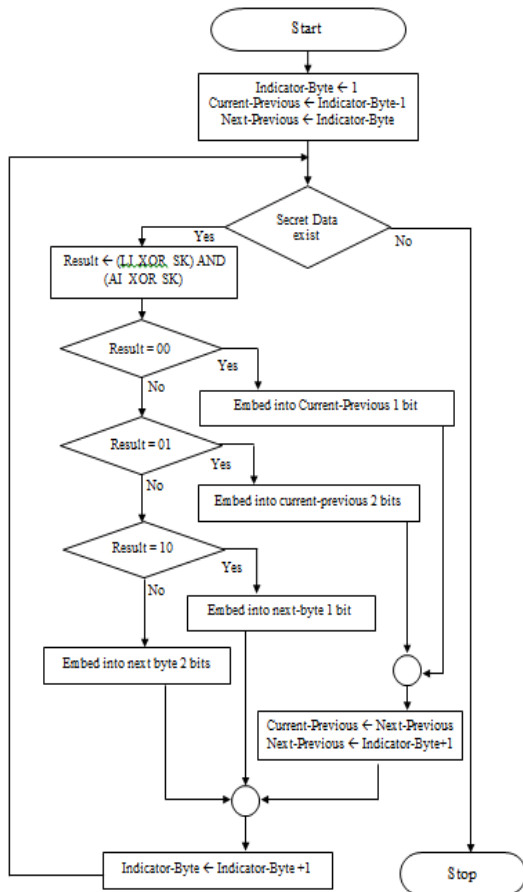 Start
Indicator-Byte ← 1
Current-Previous ← Indicator-Byte-1
Next-Previous ← Indicator-Byte
Secret Data
exist
Yes
No
Result ← (LI XOR SK) AND
(AI XOR SK)
Result = 00
Yes
No
Embed into Current-Previous 1 bit
Result = 01
Yes
No
Embed into current-previous 2 bits
Result = 10
Yes
No
Embed into next-byte 1 bit
Embed into next byte 2 bits
Current-Previous ← Next-Previous
Next-Previous ← Indicator-Byte+1
Indicator-Byte ← Indicator-Byte +1
Stop